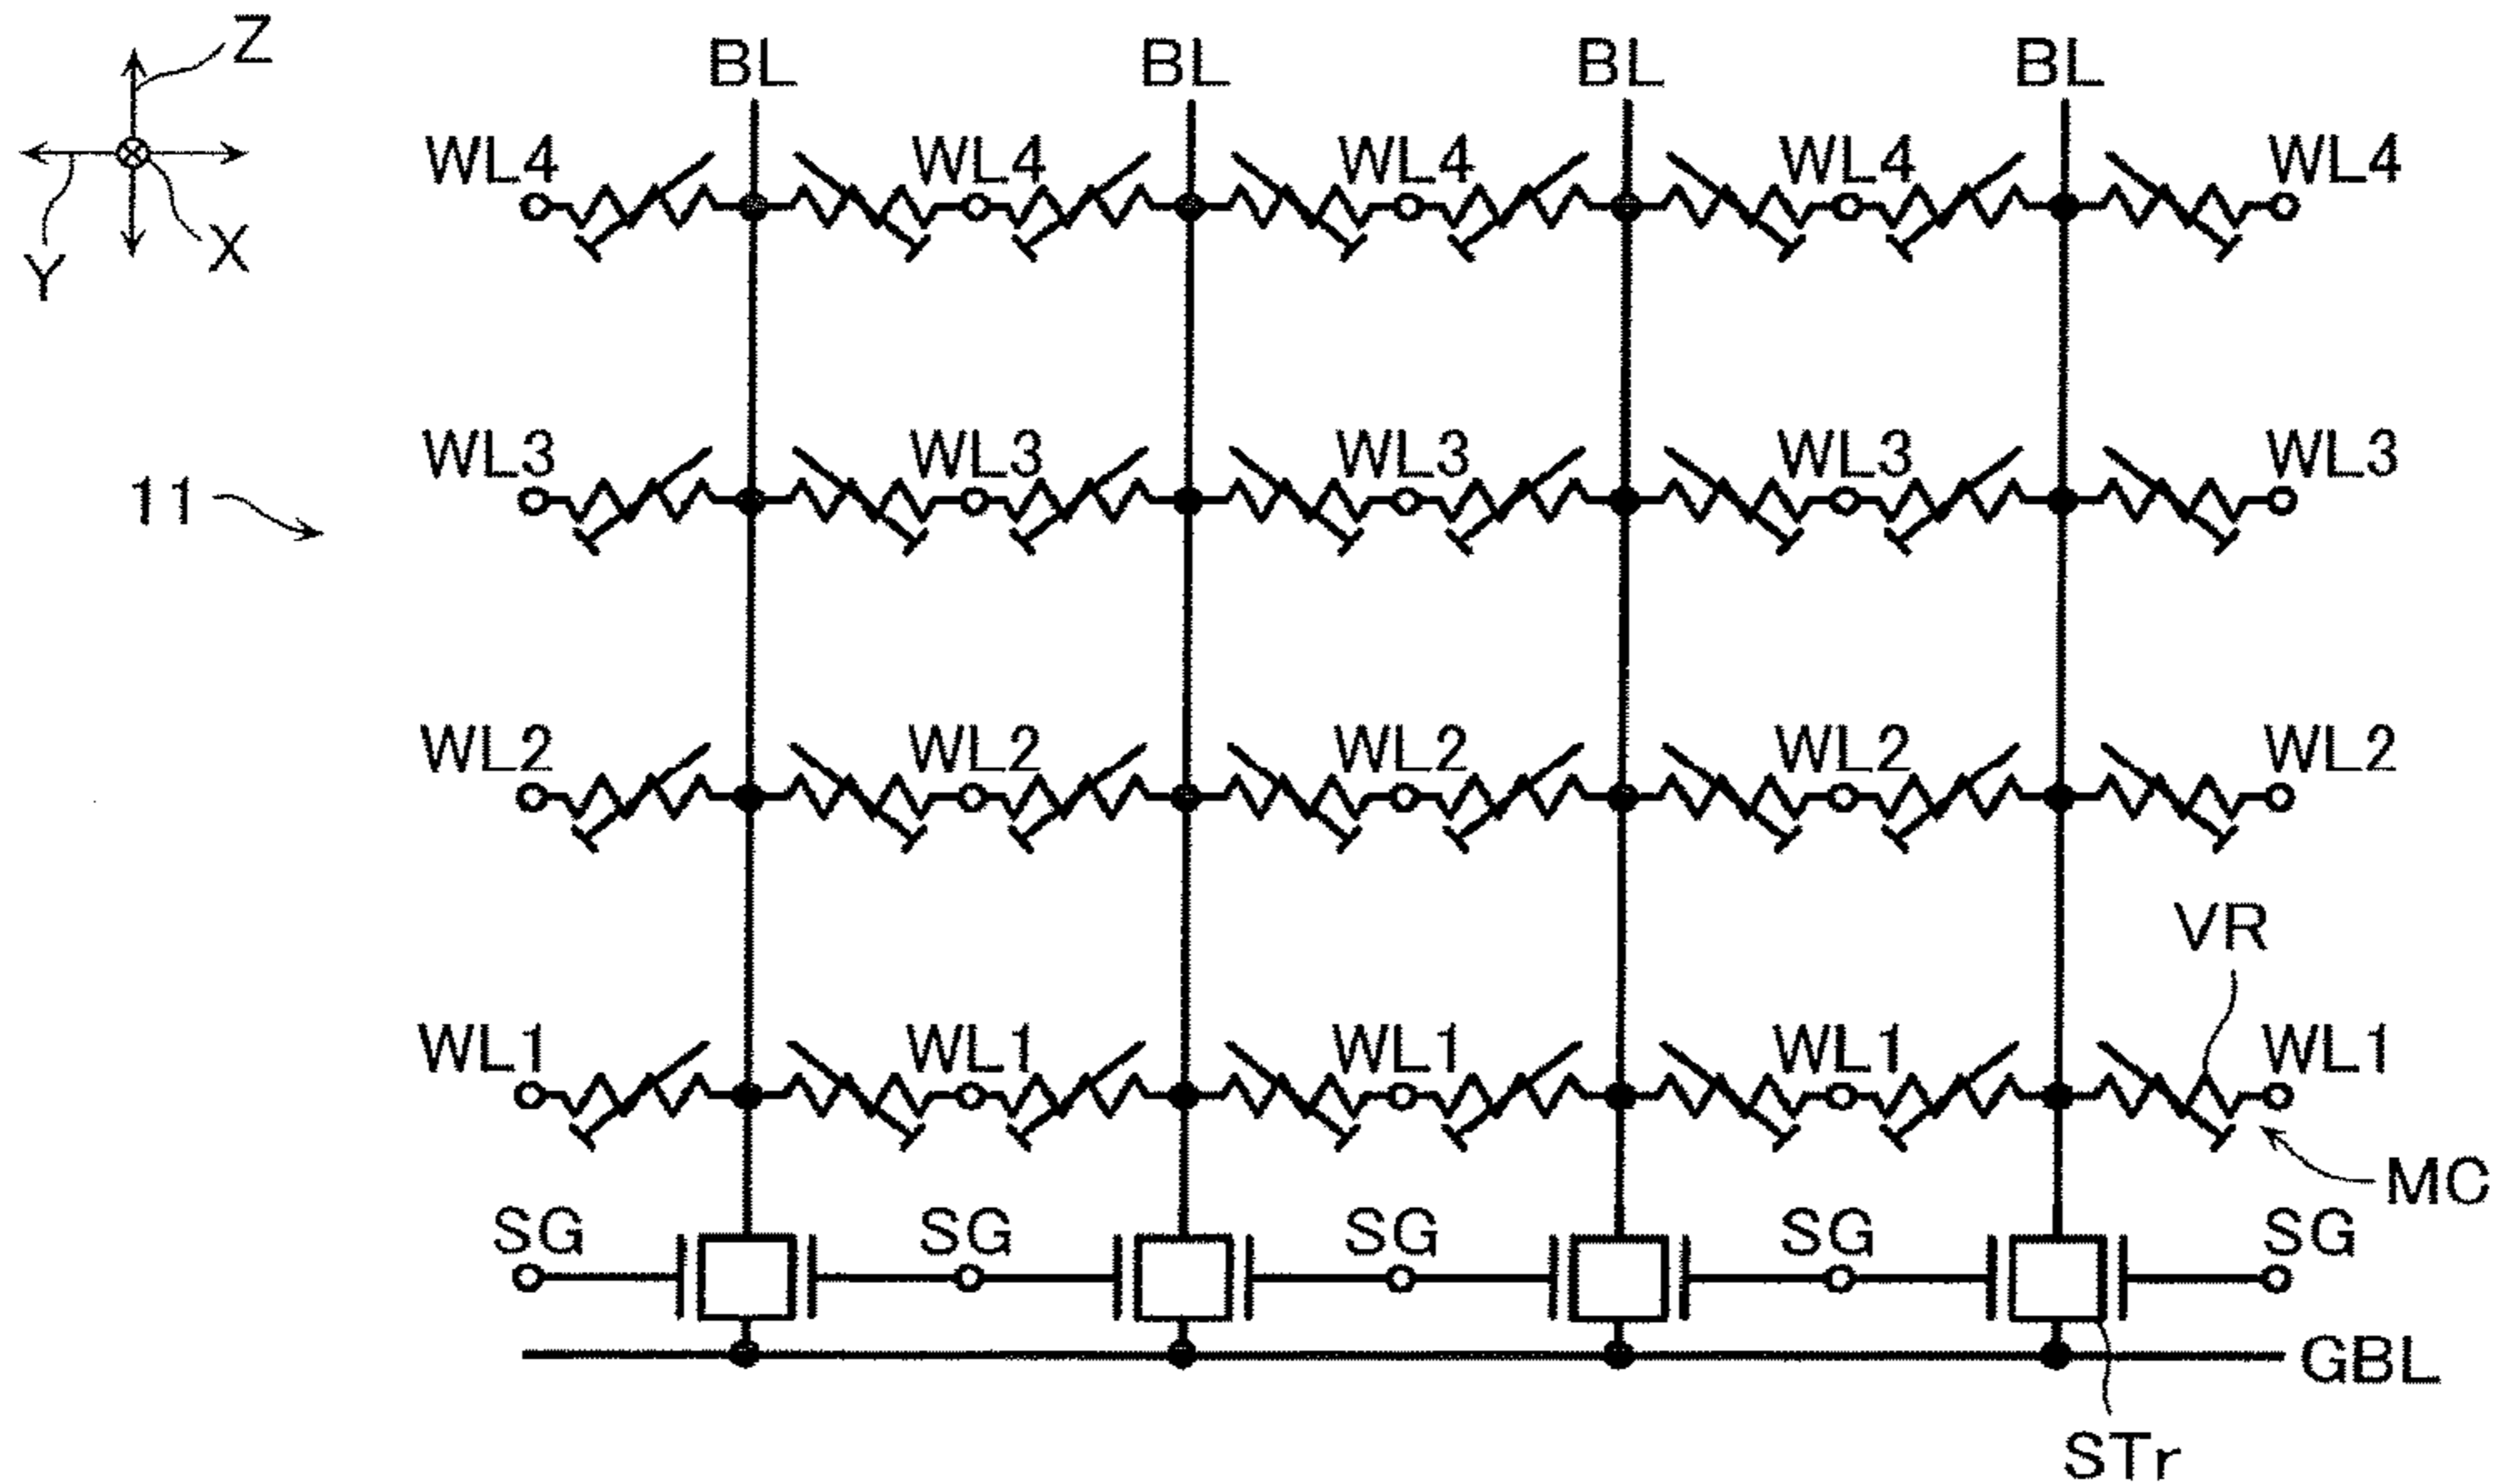 Z
BL BL BL BL
WL4 WL4 WL4 WL4 WL4
Y X
WL3 WL3 WL3 WL3 WL3
11
WL2 WL2 WL2 WL2 WL2
VR
WL1 WL1 WL1 WL1 WL1
MC
SG SG SG SG SG
GBL
STr